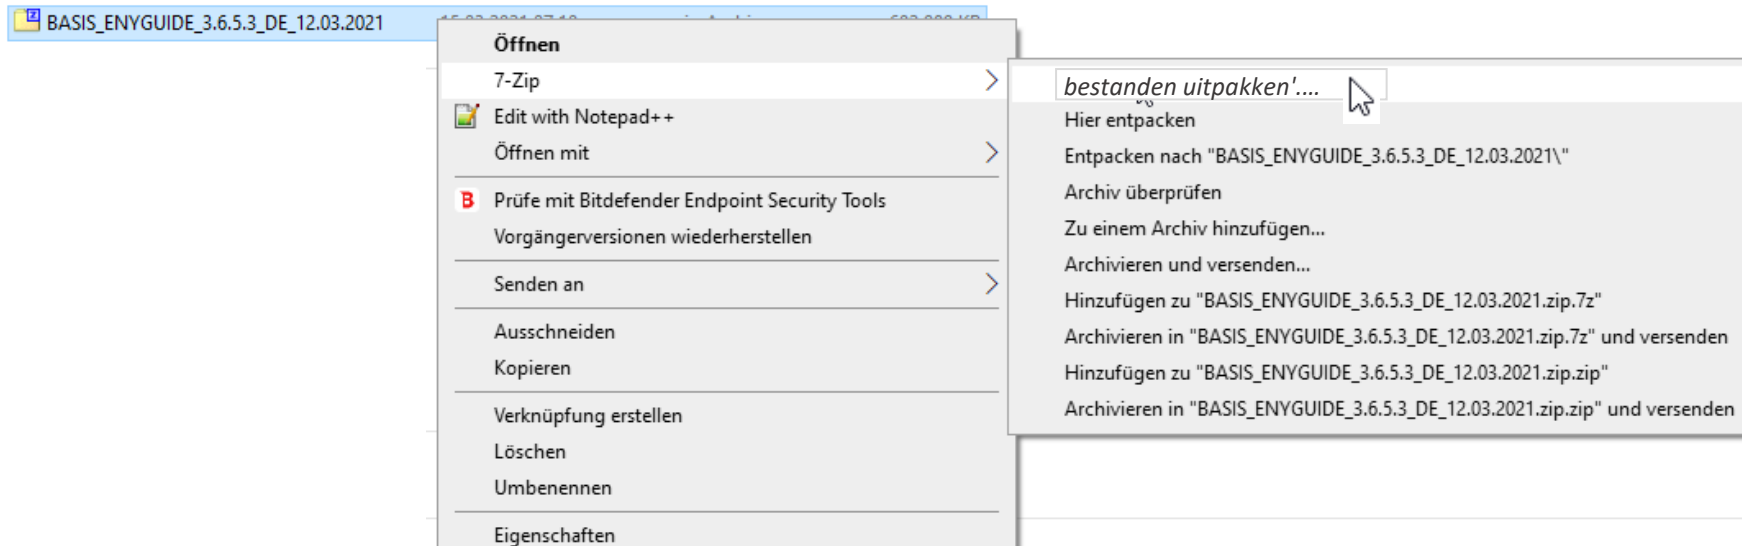 BASIS_ENYGUIDE_3.6.5.3_DE_12.03.2021
Öffnen
7-Zip
Edit with Notepad++
Öffnen mit
Prüfe mit Bitdefender Endpoint Security Tools
Vorgängerversionen wiederherstellen
Senden an
Ausschneiden
Kopieren
Verknüpfung erstellen
Löschen
Umbenennen
Eigenschaften
bestanden uitpakken'....
Hier entpacken
Entpacken nach "BASIS_ENYGUIDE_3.6.5.3_DE_12.03.2021\"
Archiv überprüfen
Zu einem Archiv hinzufügen...
Archivieren und versenden...
Hinzufügen zu "BASIS_ENYGUIDE_3.6.5.3_DE_12.03.2021.zip.7z"
Archivieren in "BASIS_ENYGUIDE_3.6.5.3_DE_12.03.2021.zip.7z" und versenden
Hinzufügen zu "BASIS_ENYGUIDE_3.6.5.3_DE_12.03.2021.zip.zip"
Archivieren in "BASIS_ENYGUIDE_3.6.5.3_DE_12.03.2021.zip.zip" und versenden